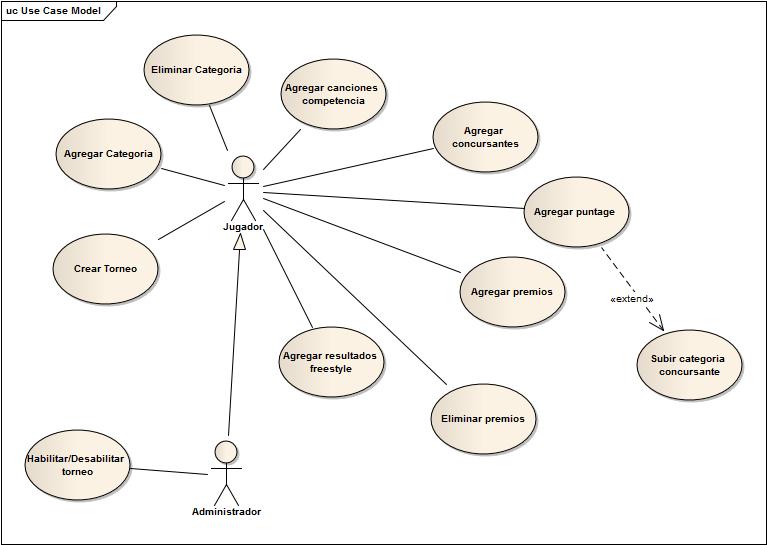 uc Use Case Model
Eliminar Categoria
Agregar canciones
competencia
Agregar
concursantes
Agregar Categoria
Agregar puntage
Jugador
Crear Torneo
Agregar premios
«extend»
Agregar resultados
freestyle
Subir categoria
concursante
Eliminar premios
Habilitar/Desabilitar
torneo
Administrador